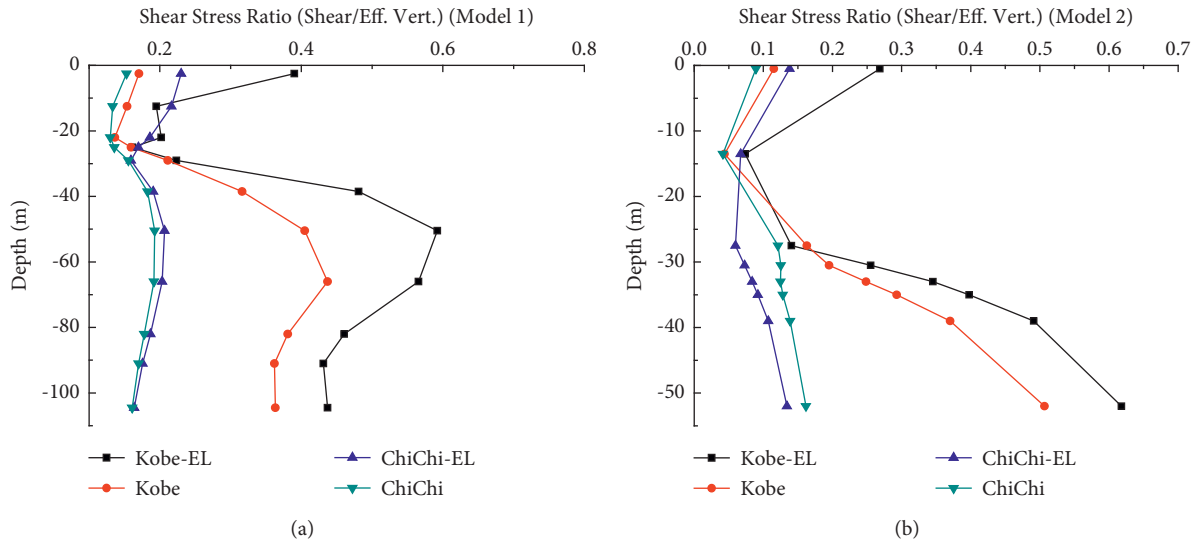 Shear Stress Ratio (Shear/Eff. Vert.) (Model 1)
0.2 0.4 0.6 0.8
0
-20
-40
-60
-80
-100
Depth (m)
Kobe-EL
Kobe
ChiChi-EL
ChiChi
(a)
Shear Stress Ratio (Shear/Eff. Vert.) (Model 2)
0.0 0.1 0.2 0.3 0.4 0.5 0.6 0.7
0
-10
-20
-30
-40
-50
Depth (m)
Kobe-EL
Kobe
ChiChi-EL
ChiChi
(b)